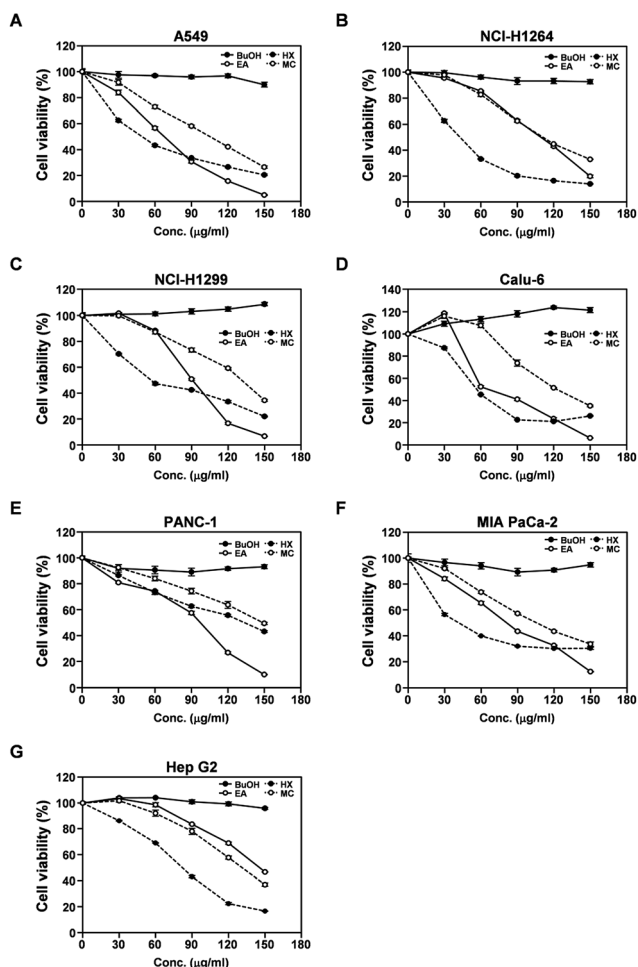 A
A549
Cell viability (%)
120
100
80
60
40
20
0
BuOH HX
EA MC
0 30 60 90 120 150 180
Conc. (μg/ml)
B
NCI-H1264
Cell viability (%)
120
100
80
60
40
20
0
BuOH HX
EA MC
0 30 60 90 120 150 180
Conc. (μg/ml)
C
NCI-H1299
Cell viability (%)
120
100
80
60
40
20
0
BuOH HX
EA MC
0 30 60 90 120 150 180
Conc. (μg/ml)
D
Calu-6
Cell viability (%)
140
120
100
80
60
40
20
0
BuOH HX
EA MC
0 30 60 90 120 150 180
Conc. (μg/ml)
E
PANC-1
Cell viability (%)
120
100
80
60
40
20
0
BuOH HX
EA MC
0 30 60 90 120 150 180
Conc. (μg/ml)
F
MIA PaCa-2
Cell viability (%)
120
100
80
60
40
20
0
BuOH HX
EA MC
0 30 60 90 120 150 180
Conc. (μg/ml)
G
Hep G2
Cell viability (%)
120
100
80
60
40
20
0
BuOH HX
EA MC
0 30 60 90 120 150 180
Conc. (μg/ml)